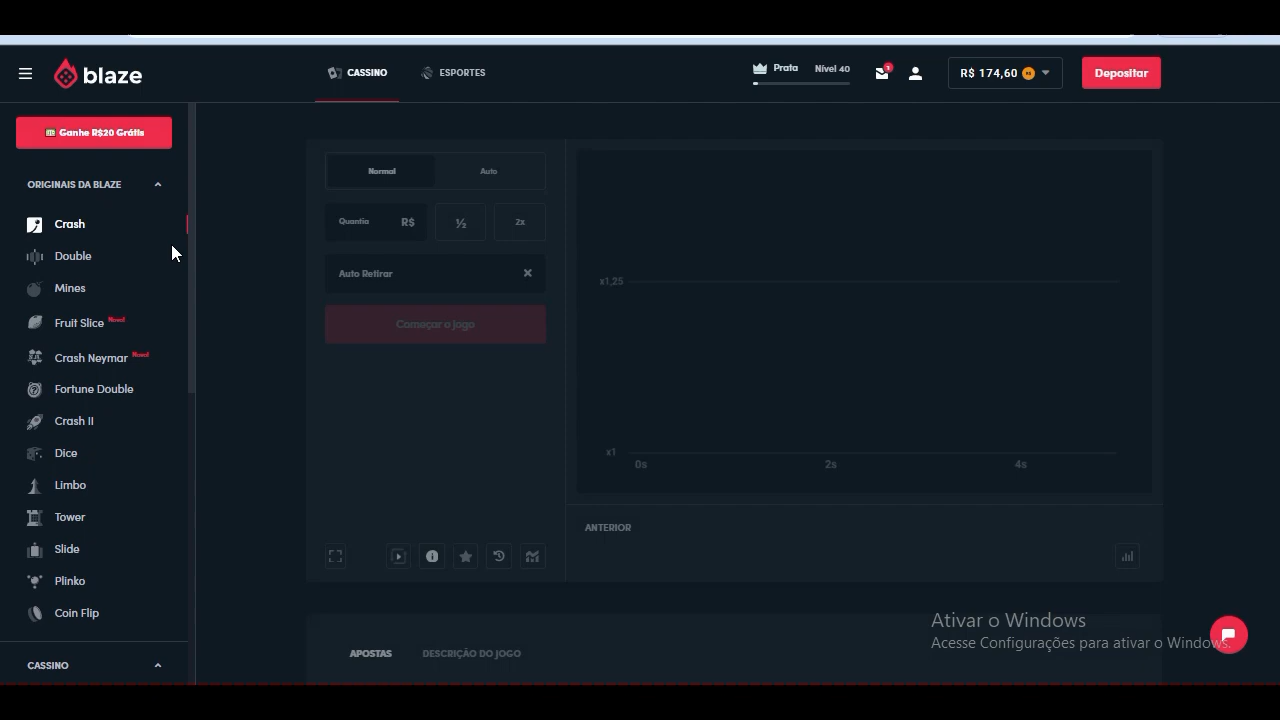 blaze
CASSINO
ESPORTES
Prata
Nível 40
1
R$ 174,60 R$
Depositar
Ganhe R$20 Grátis
ORIGINAIS DA BLAZE
Crash
Double
Mines
Fruit Slice Novo!
Crash Neymar Novo!
Fortune Double
Crash II
Dice
Limbo
Tower
Slide
Plinko
Coin Flip
CASSINO
Normal
Auto
Quantia R$
½
2x
Auto Retirar
Começar o jogo
x1,25
x1
0s 2s 4s
ANTERIOR
APOSTAS
DESCRIÇÃO DO JOGO
Ativar o Windows
Acesse Configurações para ativar o Windows.